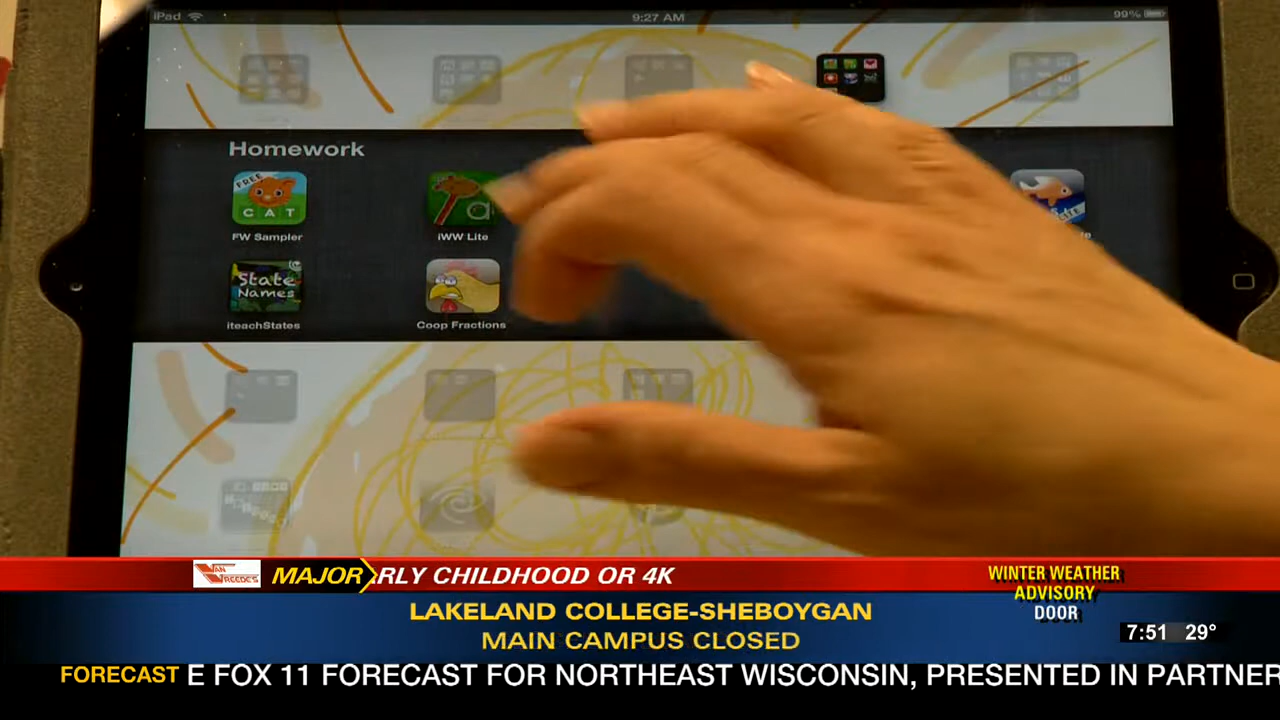 iPad
9:27 AM
99%
Homework
FREE
CAT
FW Sampler
a
iWW Lite
State
Names
iteachStates
Coop Fractions
VAN
VREEDE'S
MAJOR
RLY CHILDHOOD OR 4K
WINTER WEATHER
ADVISORY
DOOR
LAKELAND COLLEGE-SHEBOYGAN
MAIN CAMPUS CLOSED
7:51 29°
FORECAST E FOX 11 FORECAST FOR NORTHEAST WISCONSIN, PRESENTED IN PARTNER